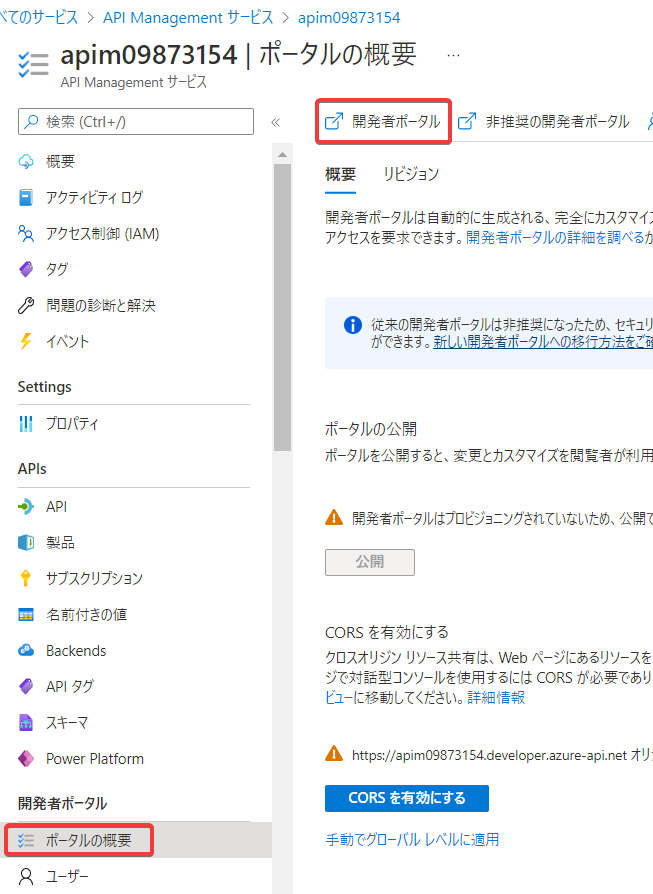 べてのサービス > API Management サービス > apim09873154
apim09873154 | ポータルの概要 ...
API Management サービス
検索 (Ctrl+/)
«
概要
アクティビティ ログ
アクセス制御 (IAM)
タグ
問題の診断と解決
イベント
Settings
プロパティ
APIs
API
製品
サブスクリプション
名前付きの値
Backends
API タグ
スキーマ
Power Platform
開発者ポータル
ポータルの概要
ユーザー
開発者ポータル 非推奨の開発者ポータル
概要 リビジョン
開発者ポータルは自動的に生成される、完全にカスタマイズ
アクセスを要求できます。開発者ポータルの詳細を調べるか
従来の開発者ポータルは非推奨になったため、セキュリ
ができます。新しい開発者ポータルへの移行方法をご確
ポータルの公開
ポータルを公開すると、変更とカスタマイズを閲覧者が利用
開発者ポータルはプロビジョニングされていないため、公開で
公開
CORS を有効にする
クロスオリジン リソース共有は、Web ページにあるリソースを
ジで対話型コンソールを使用するには CORS が必要であり
ビューに移動してください。詳細情報
https://apim09873154.developer.azure-api.net オリ
CORS を有効にする
手動でグローバル レベルに適用